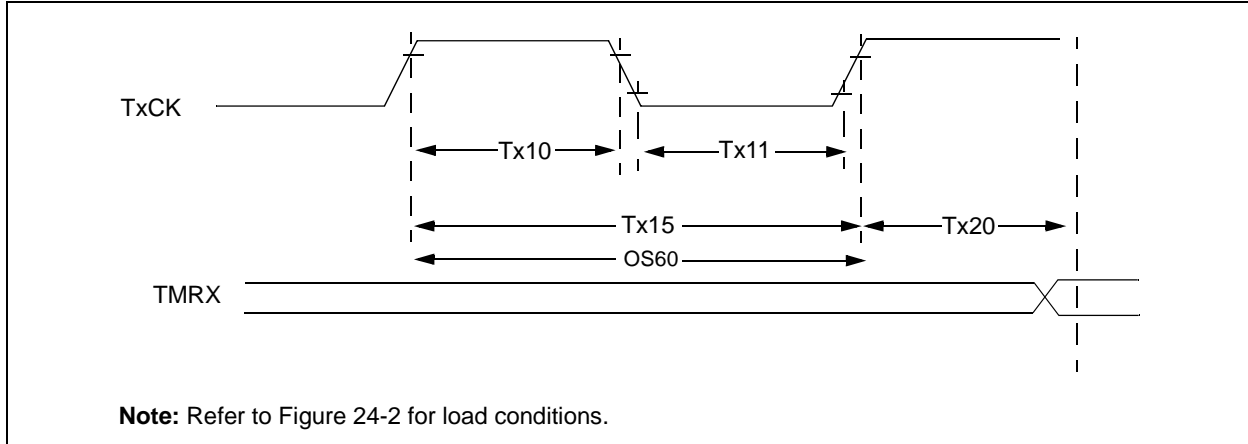 TxCK
Tx10
Tx11
Tx15
Tx20
OS60
TMRX
Note: Refer to Figure 24-2 for load conditions.